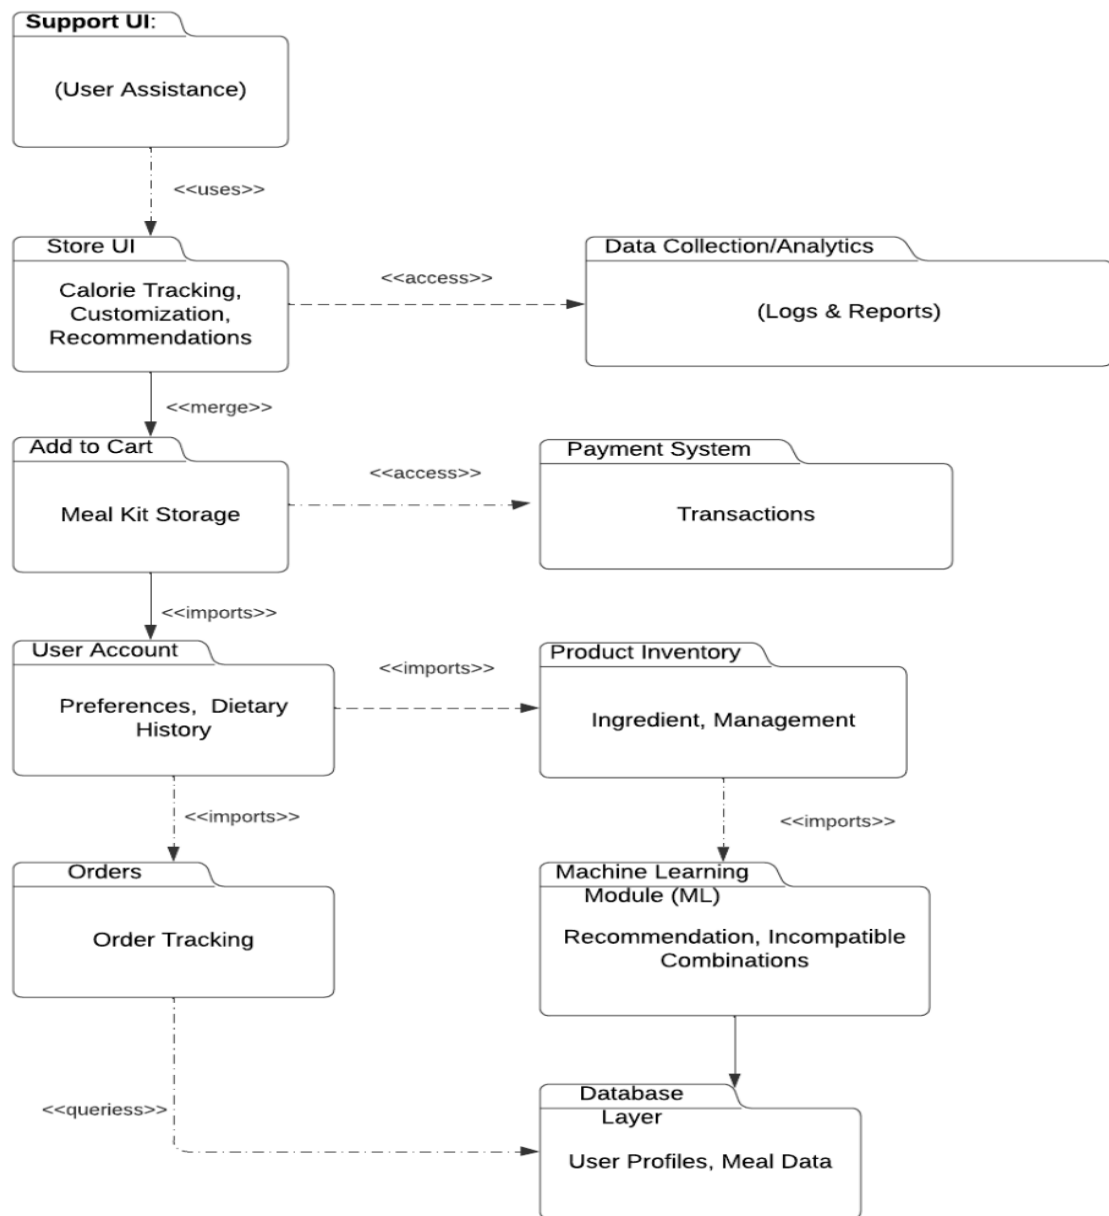 Support UI:
(User Assistance)
<<uses>>
Store UI
Calorie Tracking,
Customization,
Recommendations
<<access>>
Data Collection/Analytics
(Logs & Reports)
<<merge>>
Add to Cart
Meal Kit Storage
<<access>>
Payment System
Transactions
<<imports>>
User Account
Preferences,  Dietary
History
<<imports>>
Product Inventory
Ingredient, Management
<<imports>>
<<imports>>
Orders
Order Tracking
Machine Learning
Module (ML)
Recommendation, Incompatible
Combinations
<<queriess>>
Database
Layer
User Profiles, Meal Data